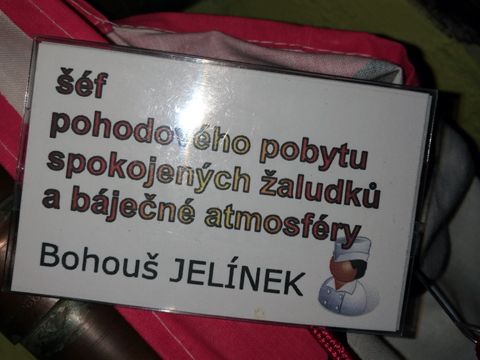 šéf
pohodového pobytu
spokojených žaludků
a báječné atmosféry
Bohouš JELÍNEK